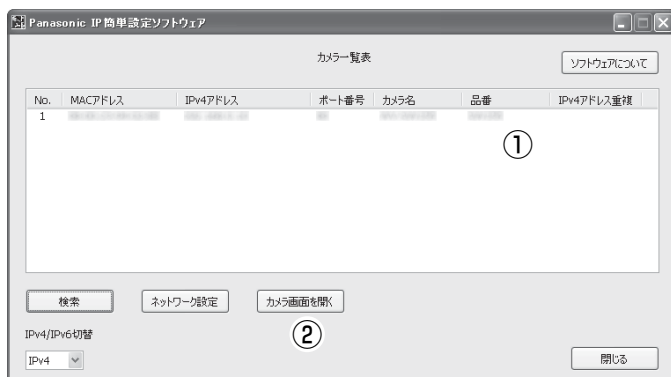 Panasonic IP簡単設定ソフトウェア
カメラ一覧表
ソフトウェアについて
No. MACアドレス IPv4アドレス ポート番号 カメラ名 品番 IPv4アドレス重複
1
①
検索 ネットワーク設定 カメラ画面を開く
②
IPv4/IPv6切替
IPv4 閉じる